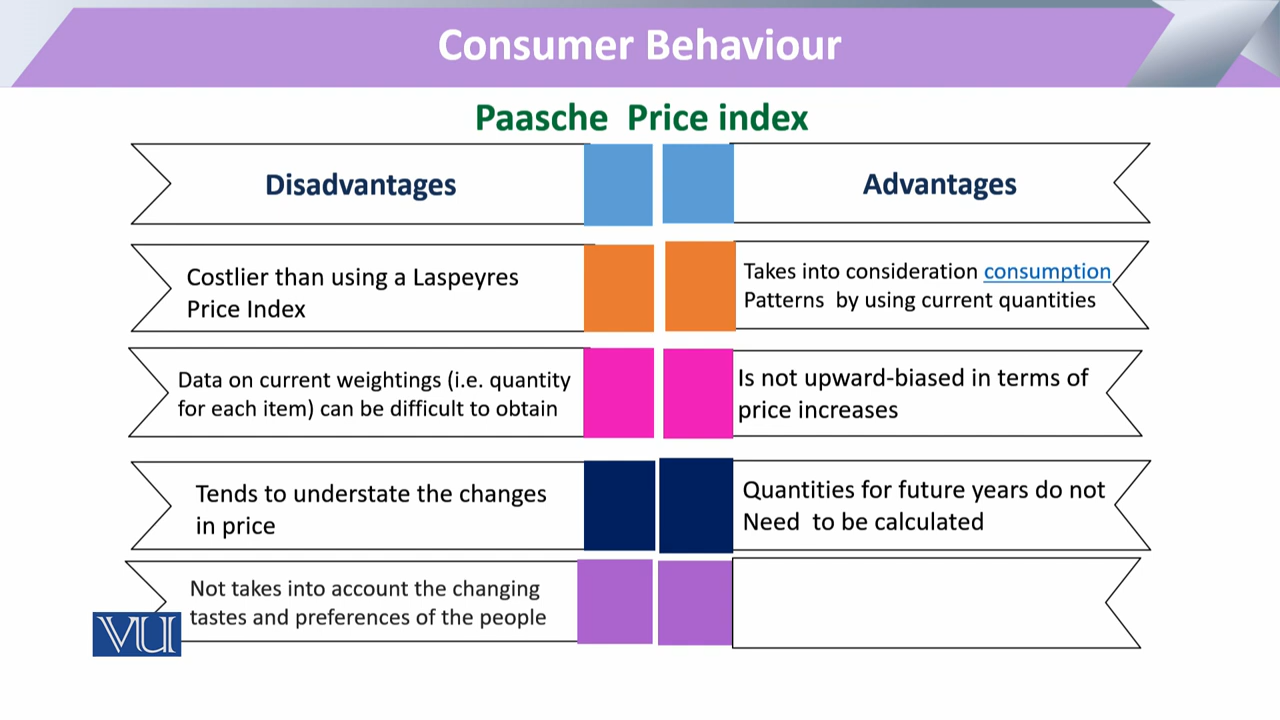 Consumer Behaviour
Paasche Price index
Disadvantages
Advantages
Costlier than using a Laspeyres
Price Index
Takes into consideration consumption
Patterns by using current quantities
Data on current weightings (i.e. quantity
for each item) can be difficult to obtain
Is not upward-biased in terms of
price increases
Tends to understate the changes
in price
Quantities for future years do not
Need to be calculated
Not takes into account the changing
tastes and preferences of the people
VU